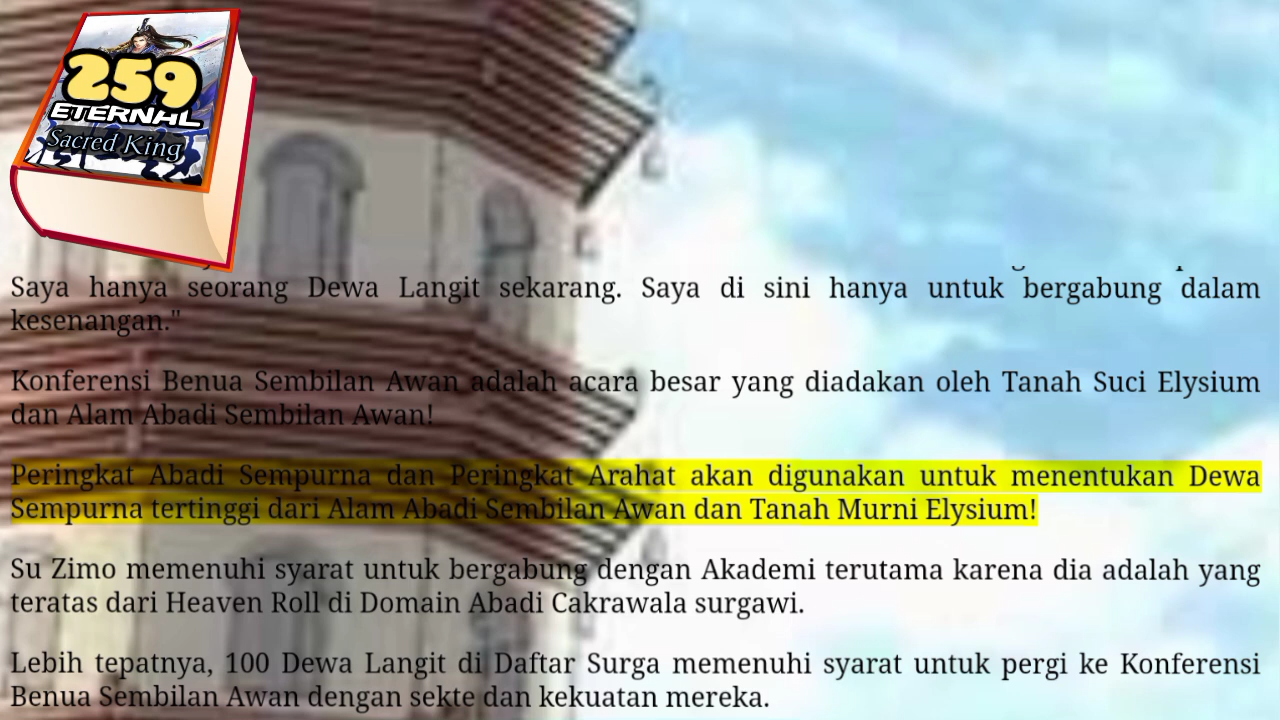 259
ETERNAL
Sacred King
Saya hanya seorang Dewa Langit sekarang. Saya di sini hanya untuk bergabung dalam
kesenangan."
Konferensi Benua Sembilan Awan adalah acara besar yang diadakan oleh Tanah Suci Elysium
dan Alam Abadi Sembilan Awan!
Peringkat Abadi Sempurna dan Peringkat Arahat akan digunakan untuk menentukan Dewa
Sempurna tertinggi dari Alam Abadi Sembilan Awan dan Tanah Murni Elysium!
Su Zimo memenuhi syarat untuk bergabung dengan Akademi terutama karena dia adalah yang
teratas dari Heaven Roll di Domain Abadi Cakrawala surgawi.
Lebih tepatnya, 100 Dewa Langit di Daftar Surga memenuhi syarat untuk pergi ke Konferensi
Benua Sembilan Awan dengan sekte dan kekuatan mereka.